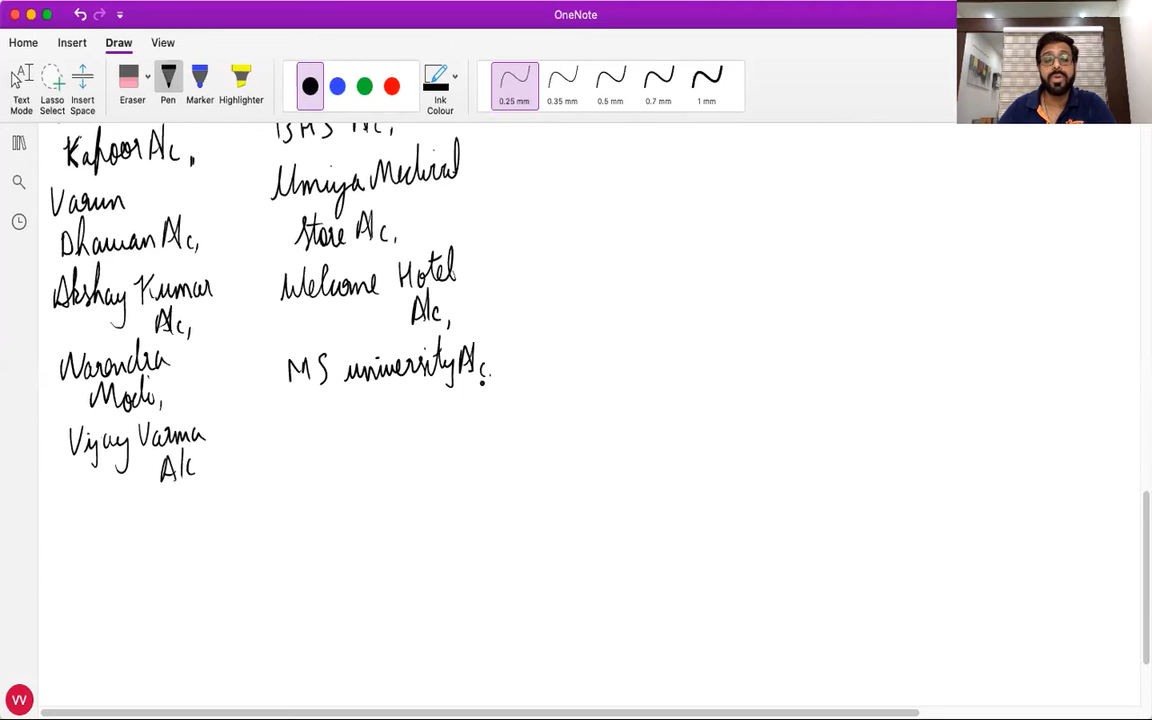 OneNote
Home Insert Draw View
Text Mode
Lasso Select
Insert Space
Eraser
Pen
Marker
Highlighter
Ink Colour
0.25 mm
0.35 mm
0.5 mm
0.7 mm
1 mm
Kapoor A/c,
Varun
Dhawan A/c,
Akshay Kumar
A/c,
Narendra
Modi,
Vijay Varma
A/c
A/c,
Umiya Medical
Store A/c,
Welcome Hotel
A/c,
MS university A/c.
VV